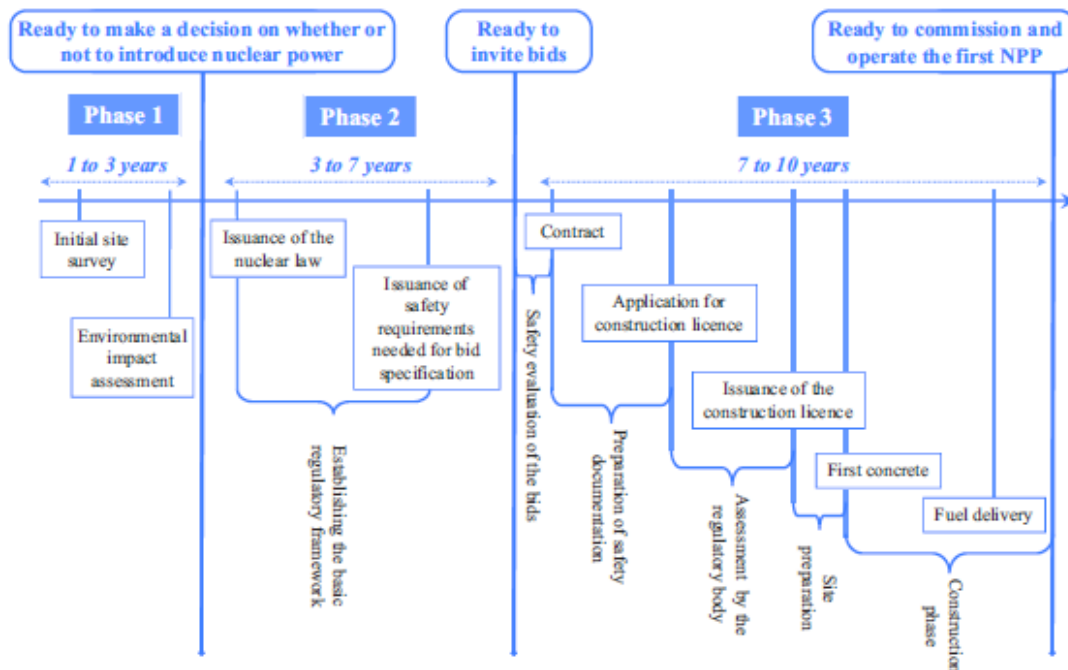 Ready to make a decision on whether or
not to introduce nuclear power
Ready to
invite bids
Ready to commission and
operate the first NPP
Phase 1
Phase 2
Phase 3
1 to 3 years
3 to 7 years
7 to 10 years
Initial site
survey
Environmental
impact
assessment
Issuance of the
nuclear law
Issuance of
safety
requirements
needed for bid
specification
Establishing the basic
regulatory framework
Contract
Safety evaluation of the bids
Application for
construction licence
Preparation of safety
documentation
Issuance of the
construction licence
Assessment by the
regulatory body
First concrete
Site
preparation
Fuel delivery
Construction
phase